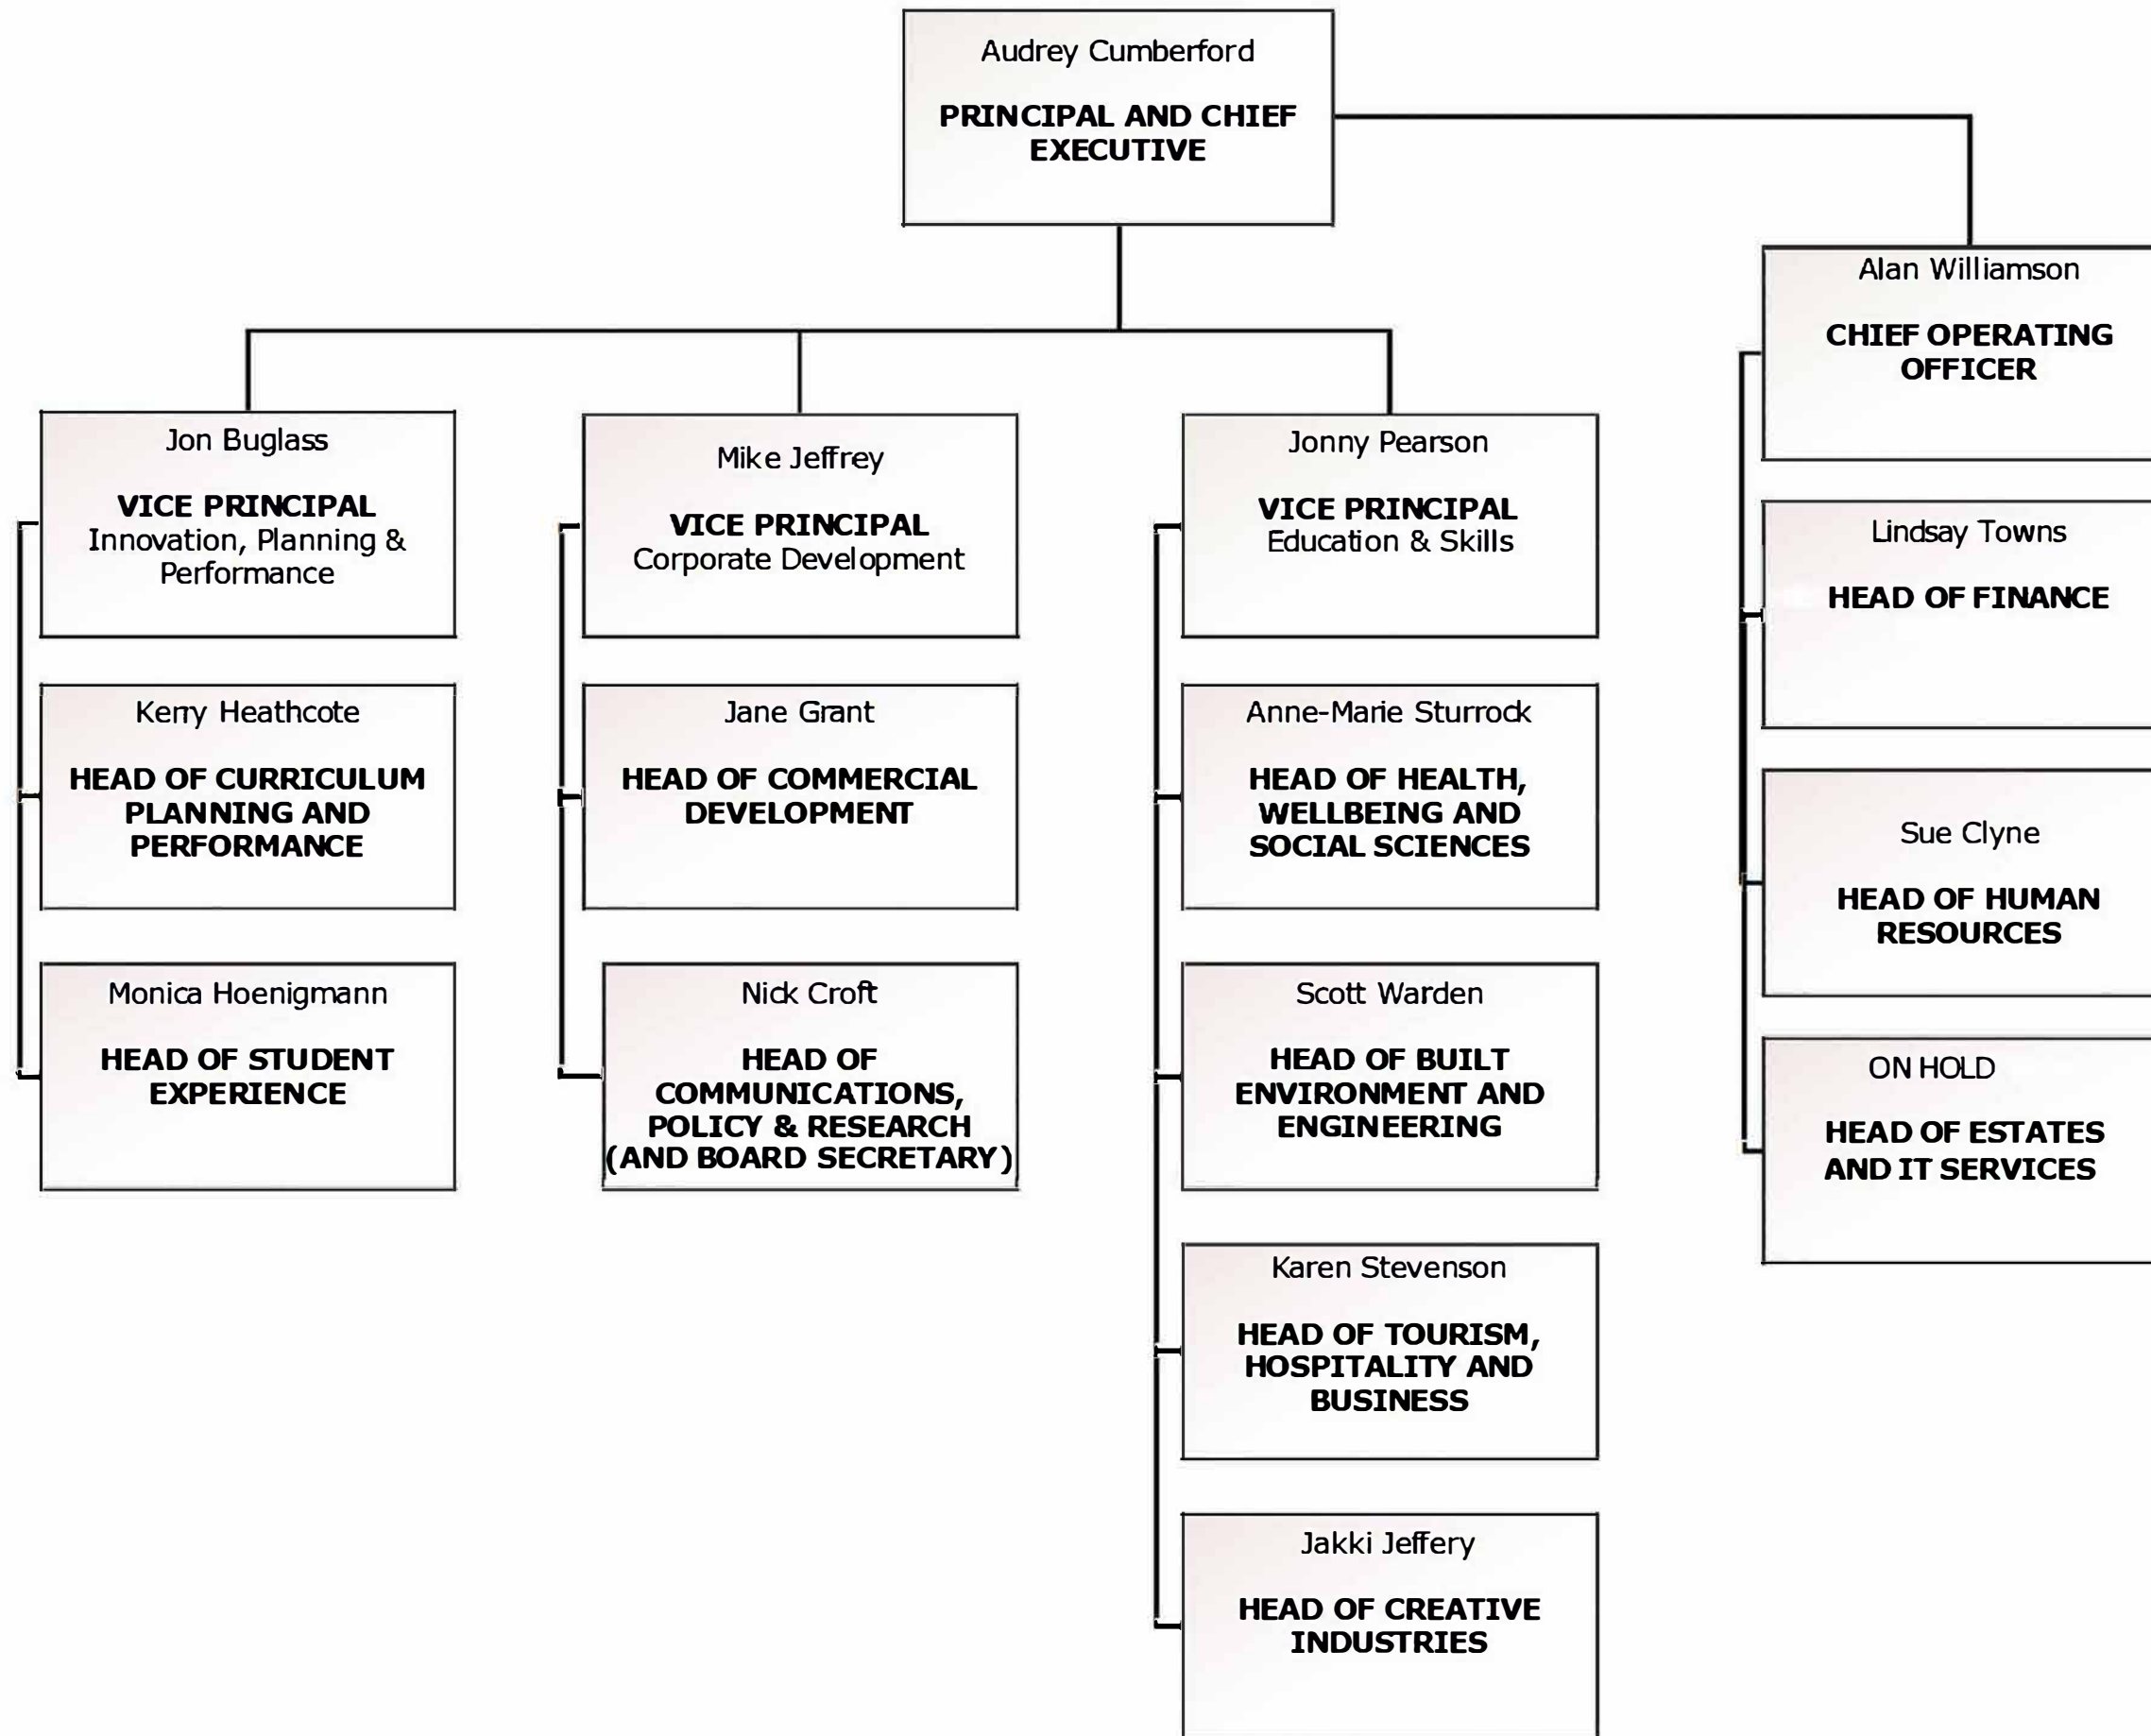 Audrey Cumberford
PRINCIPAL AND CHIEF
EXECUTIVE
Alan Williamson
CHIEF OPERATING
OFFICER
Jon Buglass
VICE PRINCIPAL
Innovation, Planning &
Performance
Mike Jeffrey
VICE PRINCIPAL
Corporate Development
Jonny Pearson
VICE PRINCIPAL
Education & Skills
Lindsay Towns
HEAD OF FINANCE
Kerry Heathcote
HEAD OF CURRICULUM
PLANNING AND
PERFORMANCE
Jane Grant
HEAD OF COMMERCIAL
DEVELOPMENT
Anne-Marie Sturrock
HEAD OF HEALTH,
WELLBEING AND
SOCIAL SCIENCES
Sue Clyne
HEAD OF HUMAN
RESOURCES
Monica Hoenigmann
HEAD OF STUDENT
EXPERIENCE
Nick Croft
HEAD OF
COMMUNICATIONS,
POLICY & RESEARCH
(AND BOARD SECRETARY)
Scott Warden
HEAD OF BUILT
ENVIRONMENT AND
ENGINEERING
ON HOLD
HEAD OF ESTATES
AND IT SERVICES
Karen Stevenson
HEAD OF TOURISM,
HOSPITALITY AND
BUSINESS
Jakki Jeffery
HEAD OF CREATIVE
INDUSTRIES